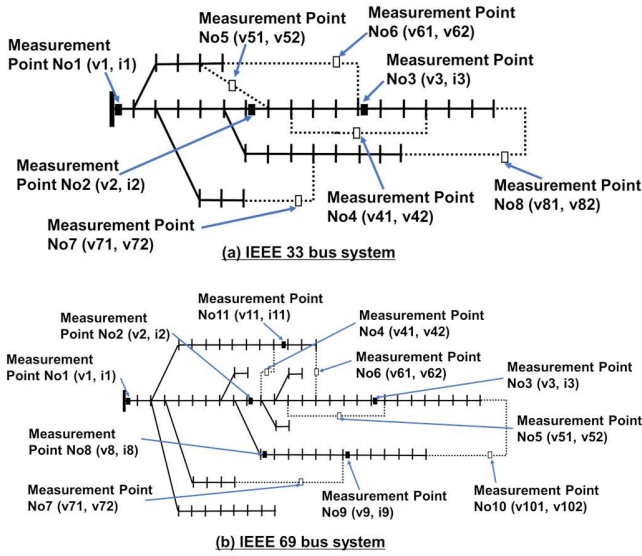 Measurement
Point No1 (v1, i1)
Measurement Point
No5 (v51, v52)
Measurement Point
No6 (v61, v62)
Measurement Point
No3 (v3, i3)
Measurement
Point No2 (v2, i2)
Measurement Point
No7 (v71, v72)
Measurement Point
No4 (v41, v42)
Measurement Point
No8 (v81, v82)
(a) IEEE 33 bus system
Measurement Point
No11 (v11, i11)
Measurement
Point No2 (v2, i2)
Measurement Point
No4 (v41, v42)
Measurement
Point No1 (v1, i1)
Measurement Point
No6 (v61, v62)
Measurement Point
No3 (v3, i3)
Measurement
Point No8 (v8, i8)
Measurement Point
No5 (v51, v52)
Measurement Point
No7 (v71, v72)
Measurement Point
No9 (v9, i9)
Measurement Point
No10 (v101, v102)
(b) IEEE 69 bus system